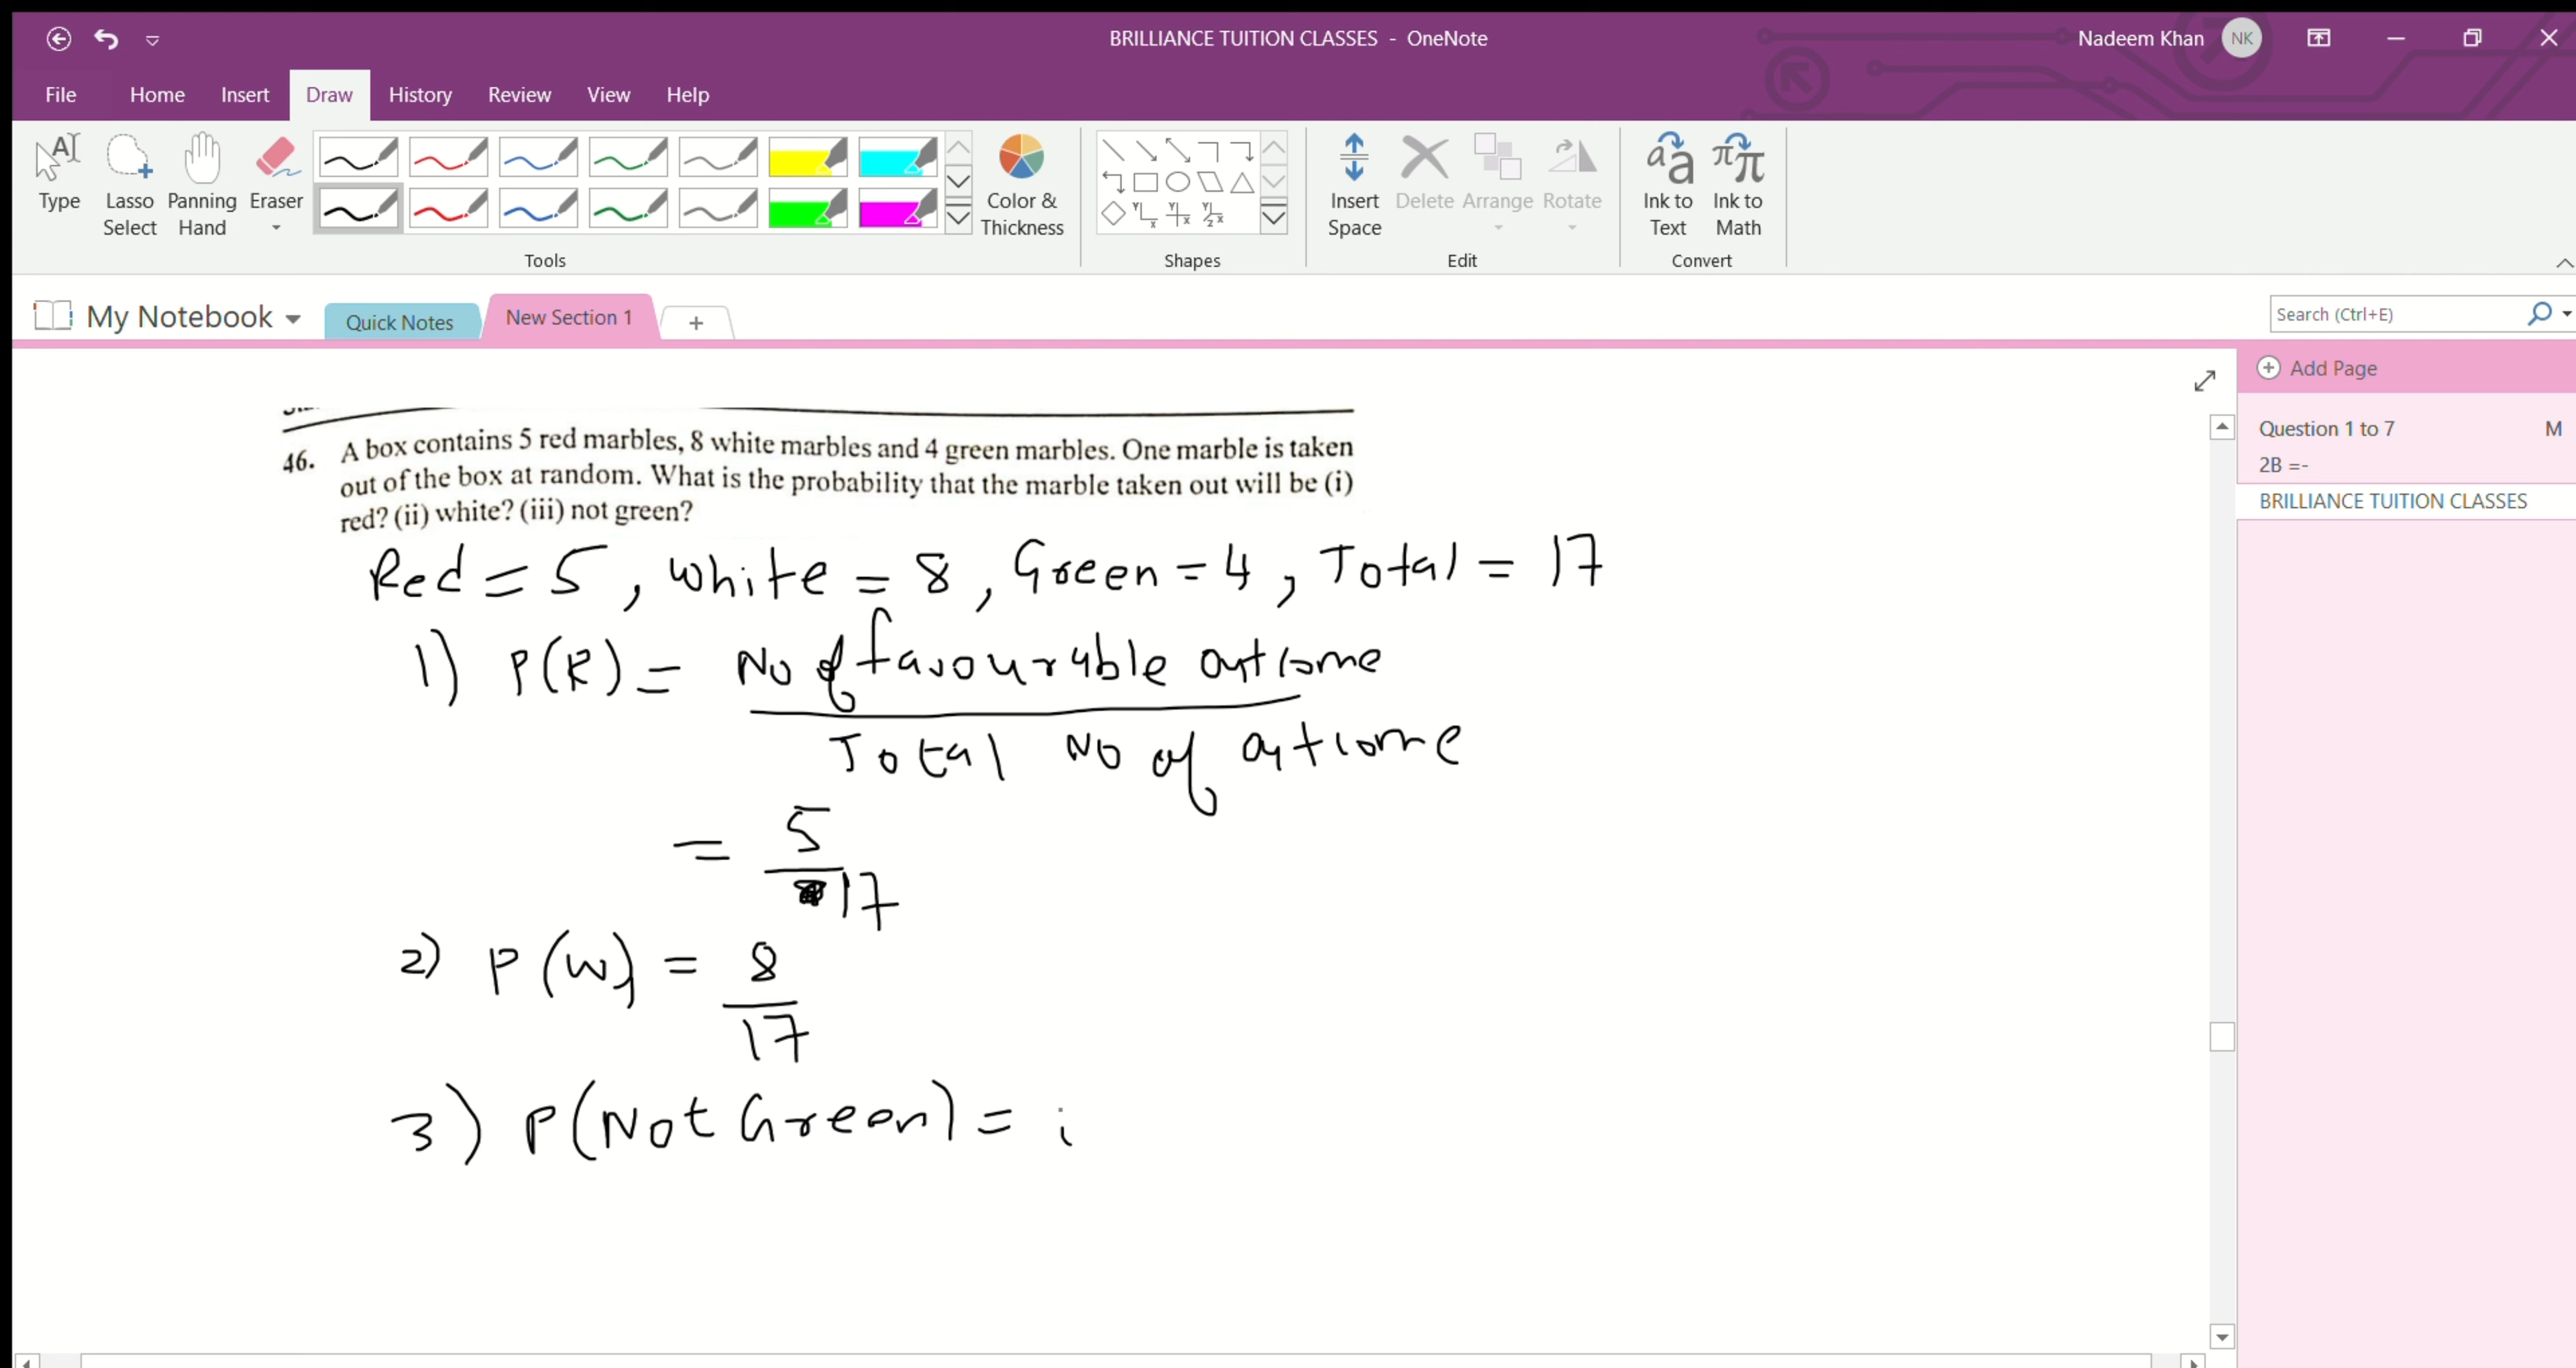 BRILLIANCE TUITION CLASSES - OneNote
Nadeem Khan NK
File Home Insert Draw History Review View Help
Type Lasso Select Panning Hand Eraser
Color & Thickness
Insert Space Delete Arrange Rotate
Ink to Text Ink to Math
Tools Shapes Edit Convert
My Notebook Quick Notes New Section 1 +
Search (Ctrl+E)
Add Page
Question 1 to 7 M
2B =-
BRILLIANCE TUITION CLASSES
46. A box contains 5 red marbles, 8 white marbles and 4 green marbles. One marble is taken
out of the box at random. What is the probability that the marble taken out will be (i)
red? (ii) white? (iii) not green?
Red = 5, White = 8, Green = 4, Total = 17
1) P(R) = No of favourable outcome
Total No of outcome
= 5
17
2) P(W) = 8
17
3) P(Not Green) =